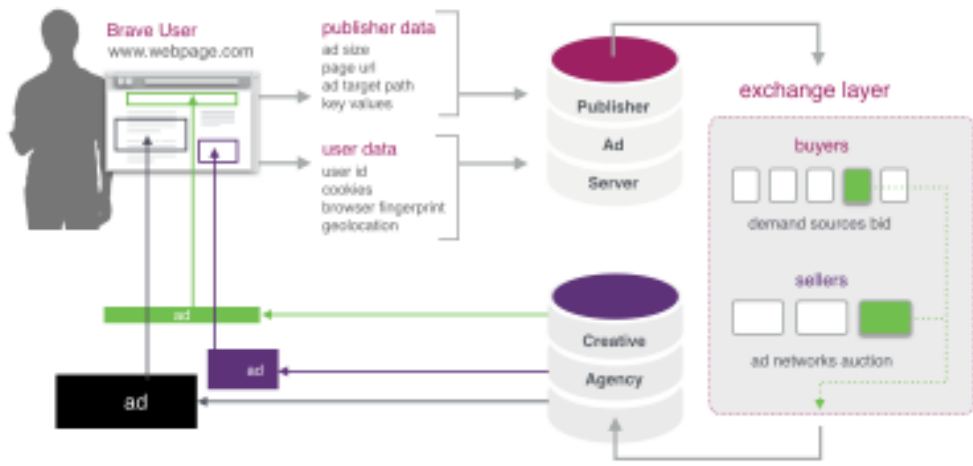 Brave User
www.webpage.com
publisher data
ad size
page url
ad target path
key values
user data
user id
cookies
browser fingerprint
geolocation
Publisher
Ad
Server
exchange layer
buyers
demand sources bid
sellers
ad networks auction
Creative
Agency
ad
ad
ad